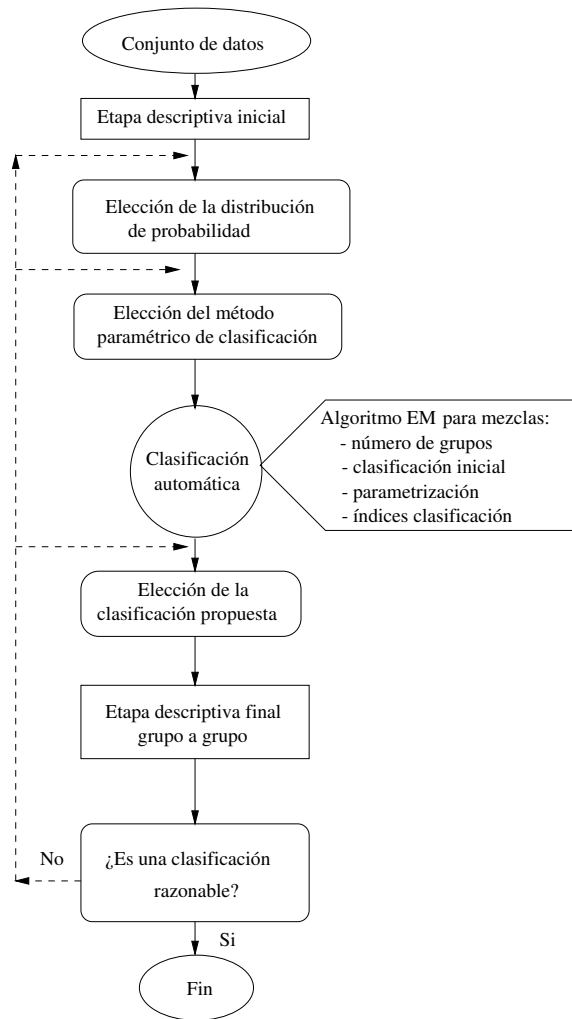 Conjunto de datos
Etapa descriptiva inicial
Elección de la distribución
de probabilidad
Elección del método
paramétrico de clasificación
Clasificación
automática
Algoritmo EM para mezclas:
- número de grupos
- clasificación inicial
- parametrización
- índices clasificación
Elección de la
clasificación propuesta
Etapa descriptiva final
grupo a grupo
No
¿Es una clasificación
razonable?
Si
Fin